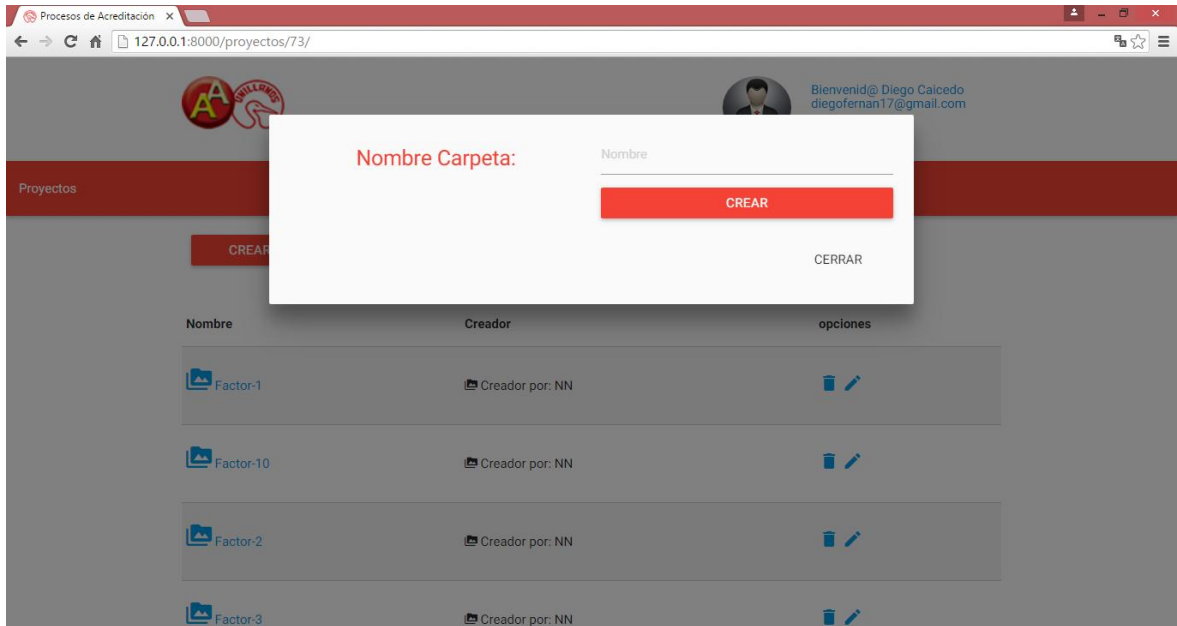 Procesos de Acreditación
127.0.0.1:8000/proyectos/73/
AA
UNILLANOS
Bienvenid@ Diego Caicedo
diegofernan17@gmail.com
Nombre Carpeta:
Nombre
CREAR
CERRAR
Proyectos
CREAR
Nombre Creador opciones
Factor-1 Creador por: NN
Factor-10 Creador por: NN
Factor-2 Creador por: NN
Factor-3 Creador por: NN